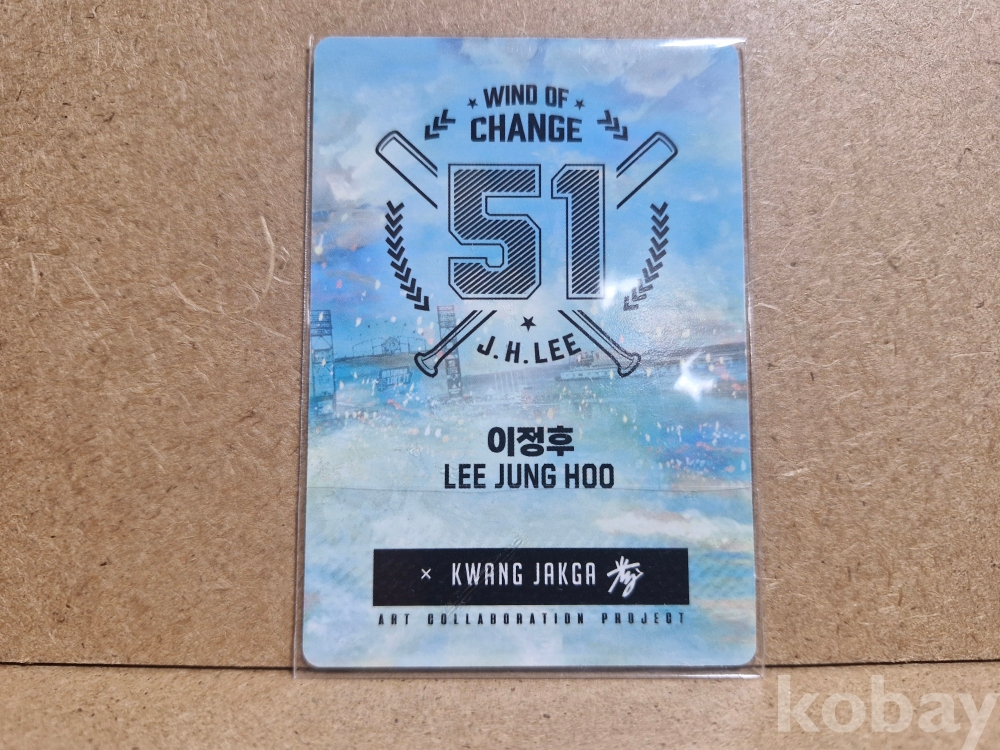 WIND OF
CHANGE
51
J.H.LEE
이정후
LEE JUNG HOO
× KWANG JAKGA
ART COLLABORATION PROJECT
kobay